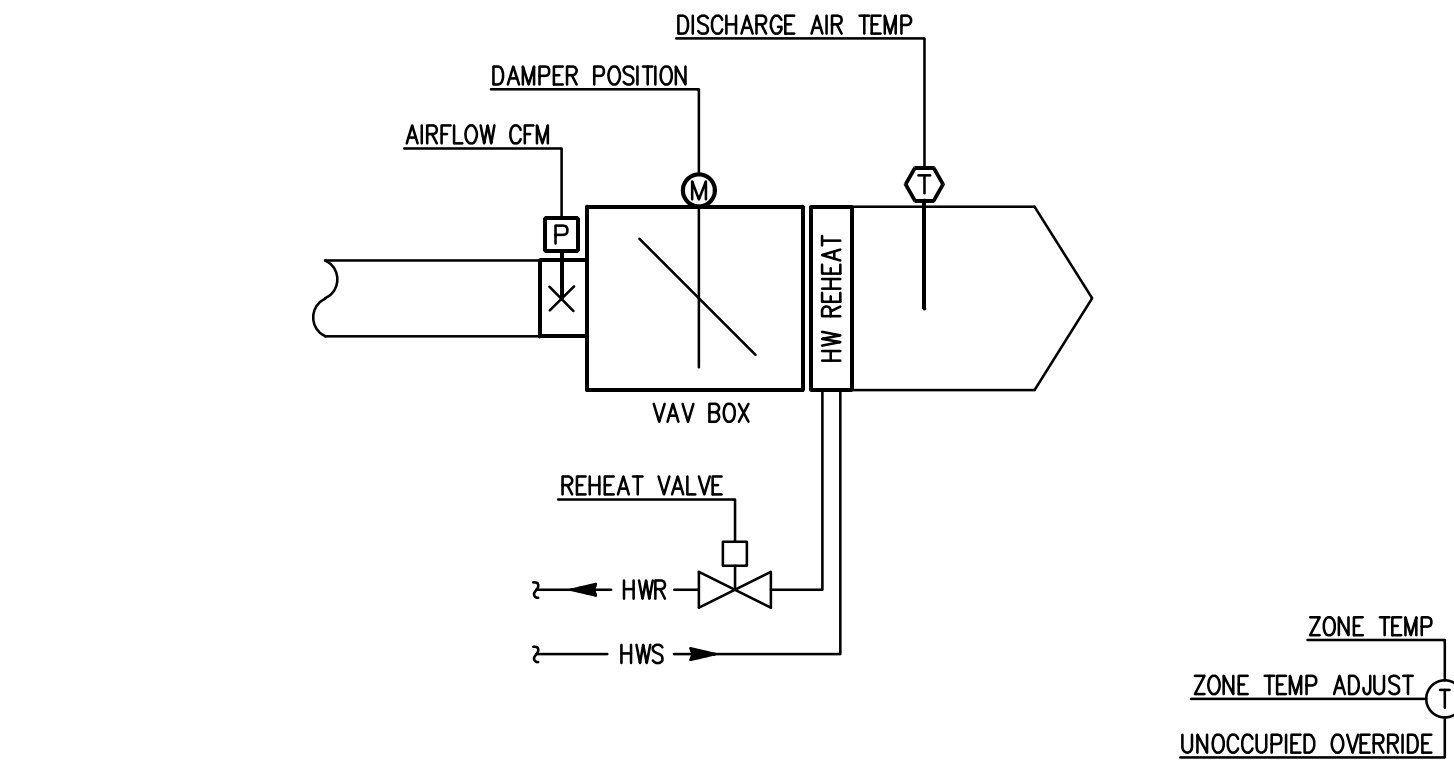 DISCHARGE AIR TEMP
DAMPER POSITION
AIRFLOW CFM
M
T
P
HW REHEAT
VAV BOX
REHEAT VALVE
HWR
HWS
ZONE TEMP
ZONE TEMP ADJUST
T
UNOCCUPIED OVERRIDE